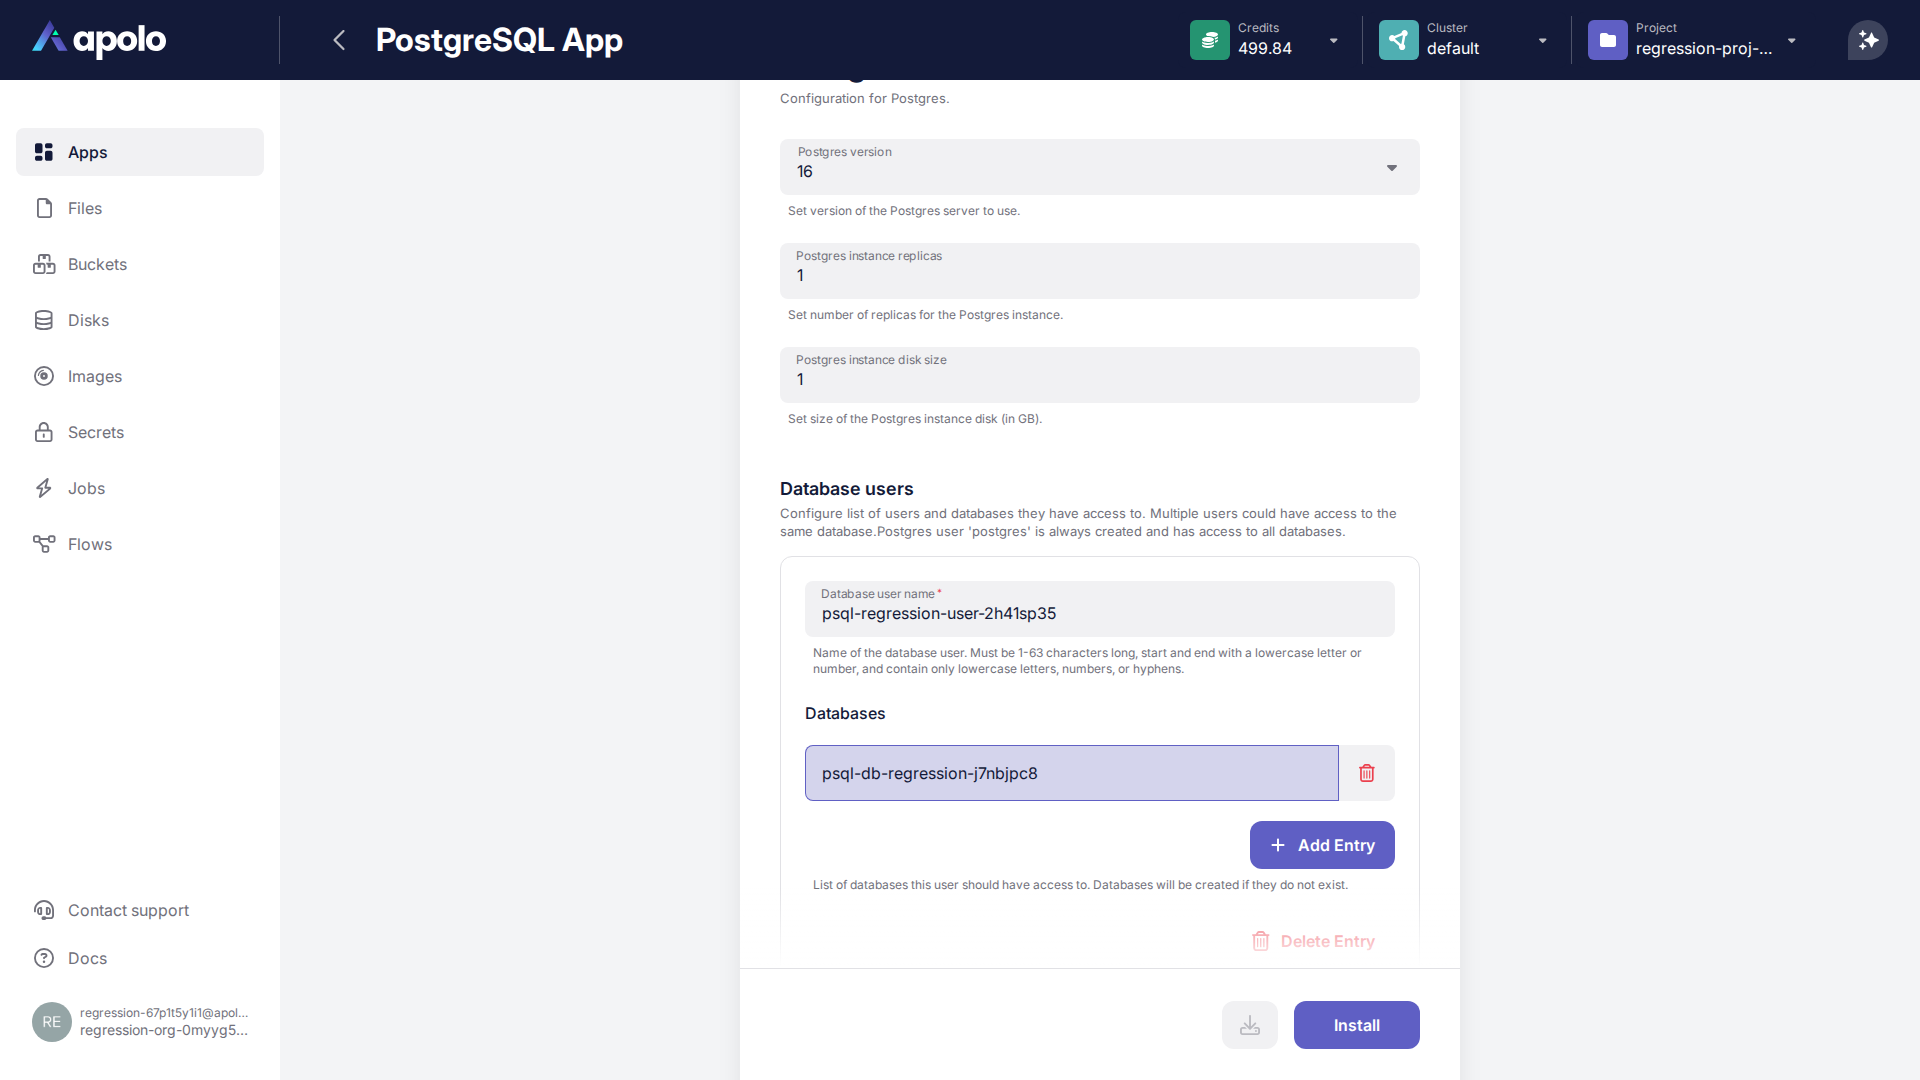 apolo
PostgreSQL App
Credits
499.84
Cluster
default
Project
regression-proj-...
Apps
Files
Buckets
Disks
Images
Secrets
Jobs
Flows
Contact support
Docs
RE
regression-67p1t5y1i1@apol...
regression-org-0myyg5...
Configuration for Postgres.
Postgres version
16
Set version of the Postgres server to use.
Postgres instance replicas
1
Set number of replicas for the Postgres instance.
Postgres instance disk size
1
Set size of the Postgres instance disk (in GB).
Database users
Configure list of users and databases they have access to. Multiple users could have access to the
same database.Postgres user 'postgres' is always created and has access to all databases.
Database user name *
psql-regression-user-2h41sp35
Name of the database user. Must be 1-63 characters long, start and end with a lowercase letter or
number, and contain only lowercase letters, numbers, or hyphens.
Databases
psql-db-regression-j7nbjpc8
Add Entry
List of databases this user should have access to. Databases will be created if they do not exist.
Delete Entry
Install